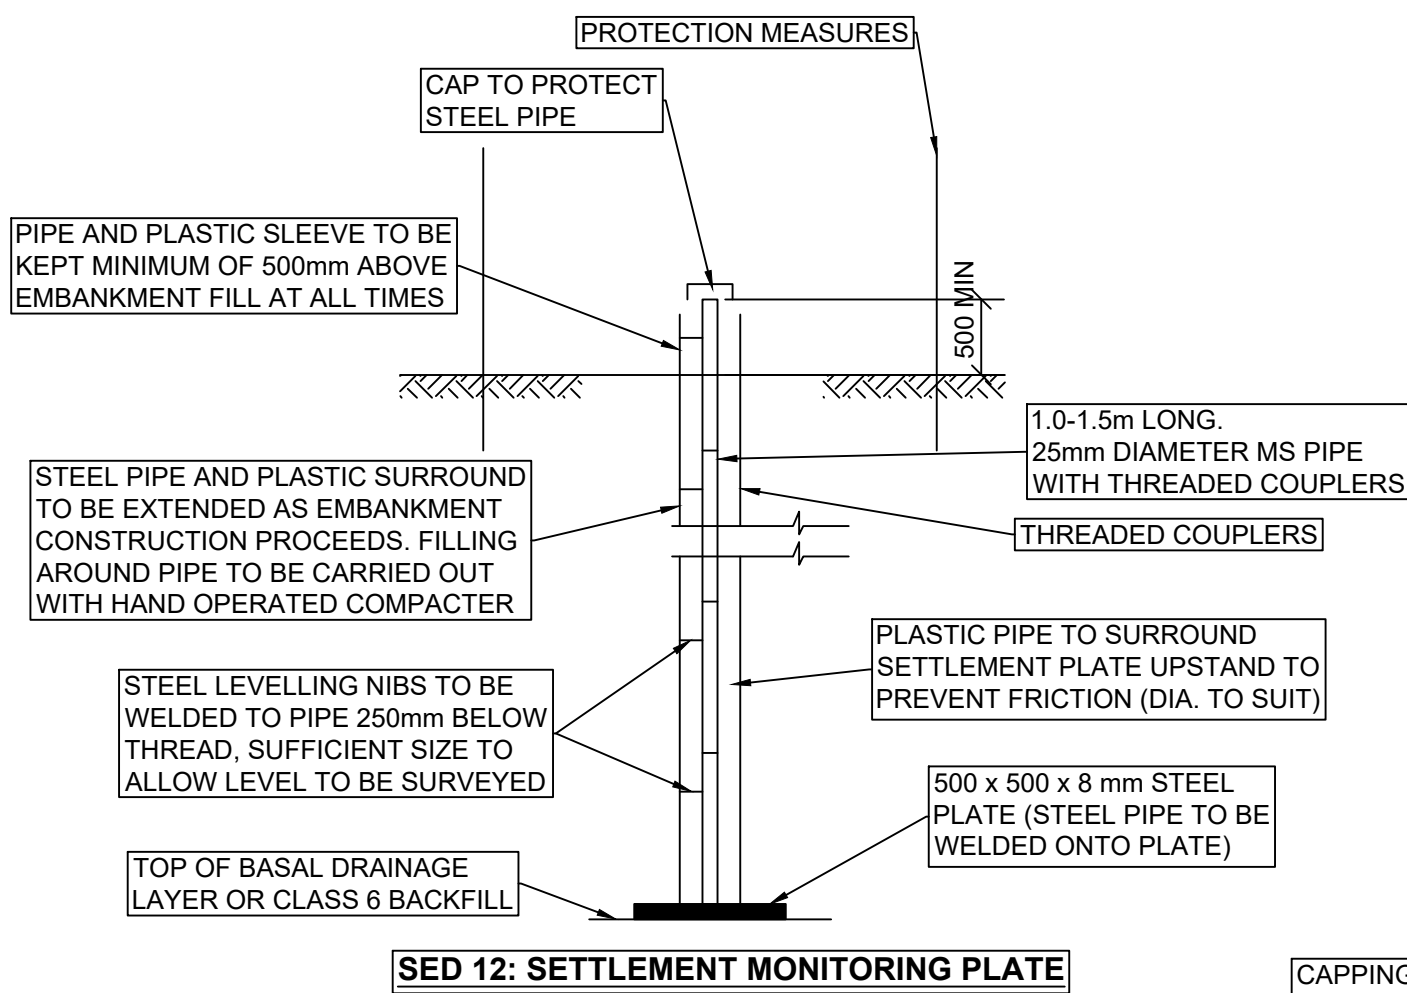 PROTECTION MEASURES
CAP TO PROTECT
STEEL PIPE
PIPE AND PLASTIC SLEEVE TO BE
KEPT MINIMUM OF 500mm ABOVE
EMBANKMENT FILL AT ALL TIMES
500 MIN
1.0-1.5m LONG.
25mm DIAMETER MS PIPE
WITH THREADED COUPLERS
STEEL PIPE AND PLASTIC SURROUND
TO BE EXTENDED AS EMBANKMENT
CONSTRUCTION PROCEEDS. FILLING
AROUND PIPE TO BE CARRIED OUT
WITH HAND OPERATED COMPACTER
THREADED COUPLERS
PLASTIC PIPE TO SURROUND
SETTLEMENT PLATE UPSTAND TO
PREVENT FRICTION (DIA. TO SUIT)
STEEL LEVELLING NIBS TO BE
WELDED TO PIPE 250mm BELOW
THREAD, SUFFICIENT SIZE TO
ALLOW LEVEL TO BE SURVEYED
500 x 500 x 8 mm STEEL
PLATE (STEEL PIPE TO BE
WELDED ONTO PLATE)
TOP OF BASAL DRAINAGE
LAYER OR CLASS 6 BACKFILL
SED 12: SETTLEMENT MONITORING PLATE
CAPPING